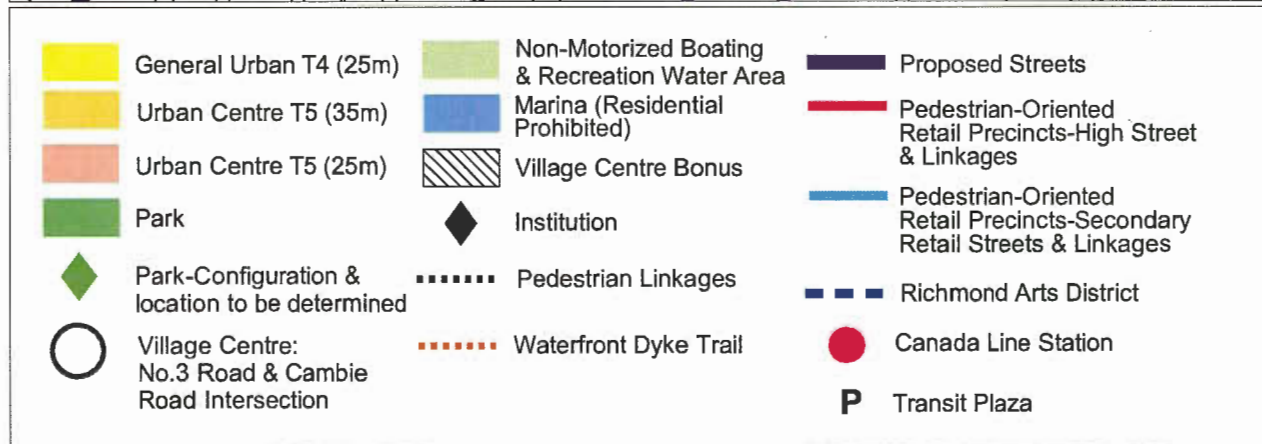 General Urban T4 (25m)
Urban Centre T5 (35m)
Urban Centre T5 (25m)
Park
Park-Configuration &
location to be determined
Village Centre:
No.3 Road & Cambie
Road Intersection
Non-Motorized Boating
& Recreation Water Area
Marina (Residential
Prohibited)
Village Centre Bonus
Institution
Pedestrian Linkages
Waterfront Dyke Trail
Proposed Streets
Pedestrian-Oriented
Retail Precincts-High Street
& Linkages
Pedestrian-Oriented
Retail Precincts-Secondary
Retail Streets & Linkages
Richmond Arts District
Canada Line Station
P Transit Plaza